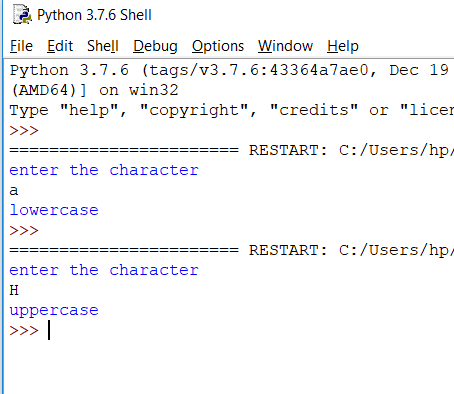 Python 3.7.6 Shell
File Edit Shell Debug Options Window Help
Python 3.7.6 (tags/v3.7.6:43364a7ae0, Dec 19
(AMD64)] on win32
Type "help", "copyright", "credits" or
>>>
======================= RESTART: C:/Users/hp/
enter the character
a
lowercase
>>>
======================= RESTART: C:/Users/hp/
enter the character
H
uppercase
>>>